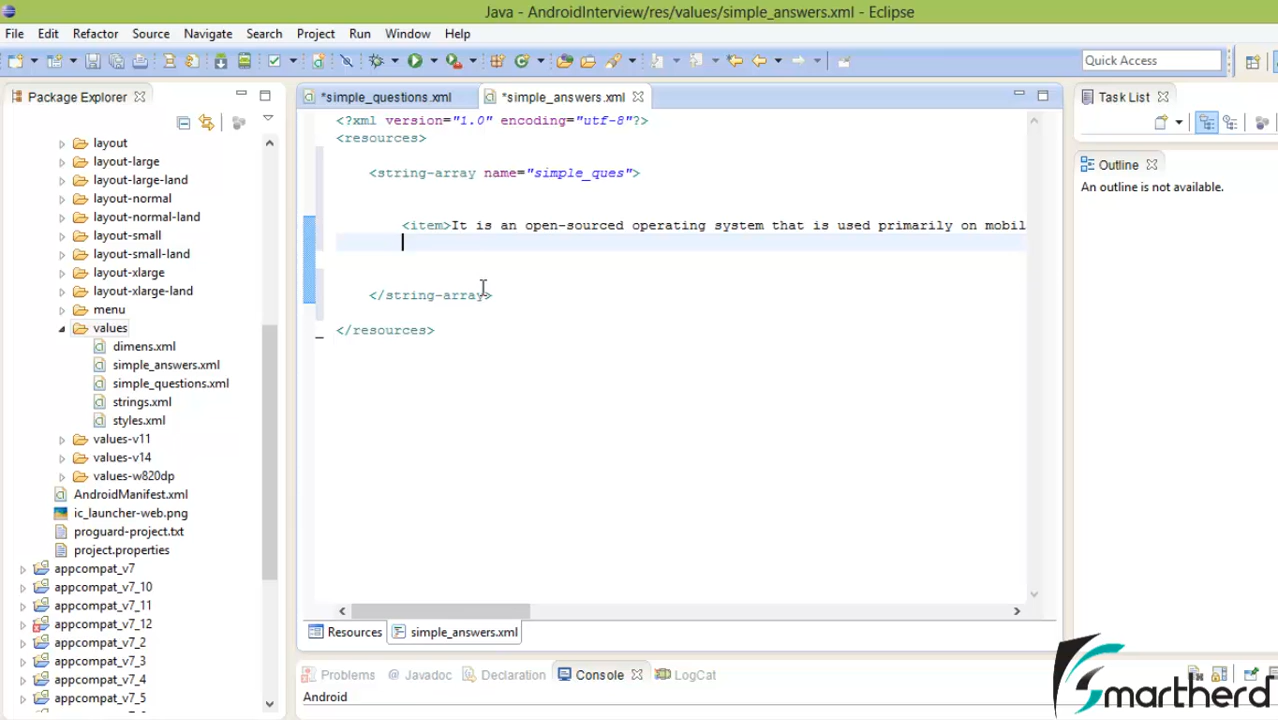 Java - AndroidInterview/res/values/simple_answers.xml - Eclipse
File Edit Refactor Source Navigate Search Project Run Window Help
Quick Access
Package Explorer
*simple_questions.xml
*simple_answers.xml
Task List
layout
layout-large
layout-large-land
layout-normal
layout-normal-land
layout-small
layout-small-land
layout-xlarge
layout-xlarge-land
menu
values
dimens.xml
simple_answers.xml
simple_questions.xml
strings.xml
styles.xml
values-v11
values-v14
values-w820dp
AndroidManifest.xml
ic_launcher-web.png
proguard-project.txt
project.properties
appcompat_v7
appcompat_v7_10
appcompat_v7_11
appcompat_v7_12
appcompat_v7_2
appcompat_v7_3
appcompat_v7_4
appcompat_v7_5
<?xml version="1.0" encoding="utf-8"?>
<resources>
<string-array name="simple_ques">
<item>It is an open-sourced operating system that is used primarily on mobil
</string-array>
</resources>
Outline
An outline is not available.
Resources
simple_answers.xml
Problems
@ Javadoc
Declaration
Console
LogCat
Android
Smartherd